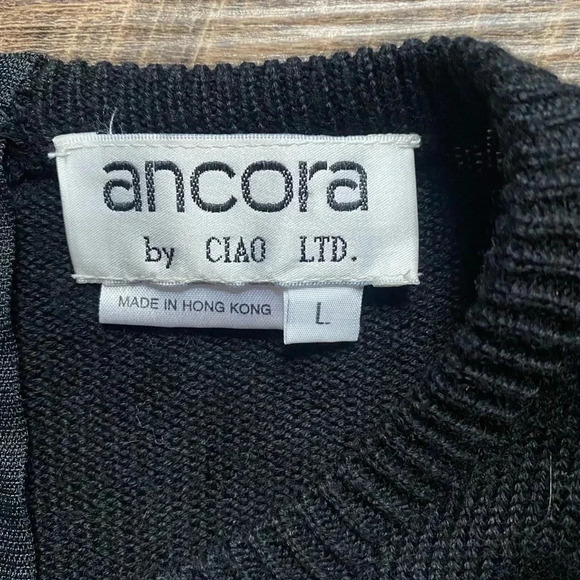 ancora
by CIAO LTD.
MADE IN HONG KONG
L